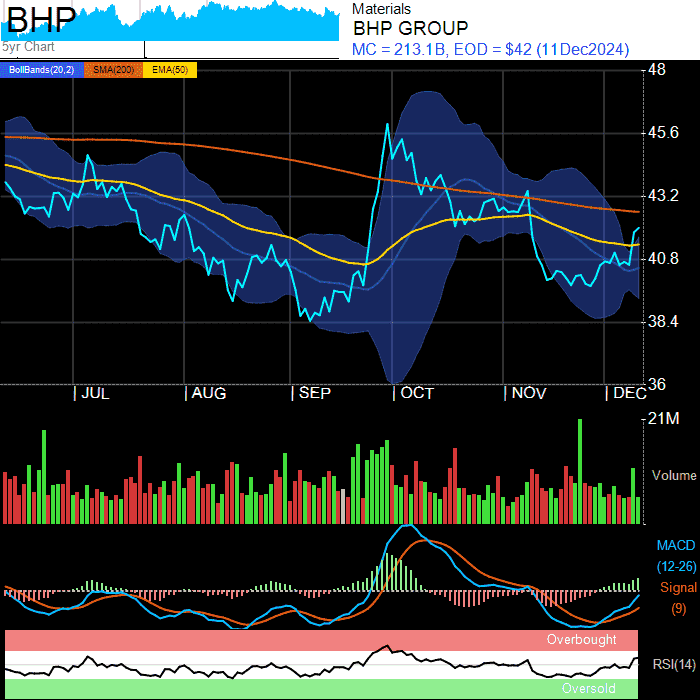 BHP
5yr Chart
Materials
BHP GROUP
MC = 213.1B, EOD = $42 (11Dec2024)
BollBands(20,2) SMA(200) EMA(50)
48
45.6
43.2
40.8
38.4
36
JUL AUG SEP OCT NOV DEC
21M
Volume
MACD
(12-26)
Signal
(9)
Overbought
RSI(14)
Oversold